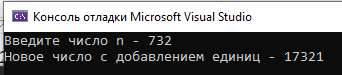 Консоль отладки Microsoft Visual Studio
Введите число n - 732
Новое число с добавлением единиц - 17321